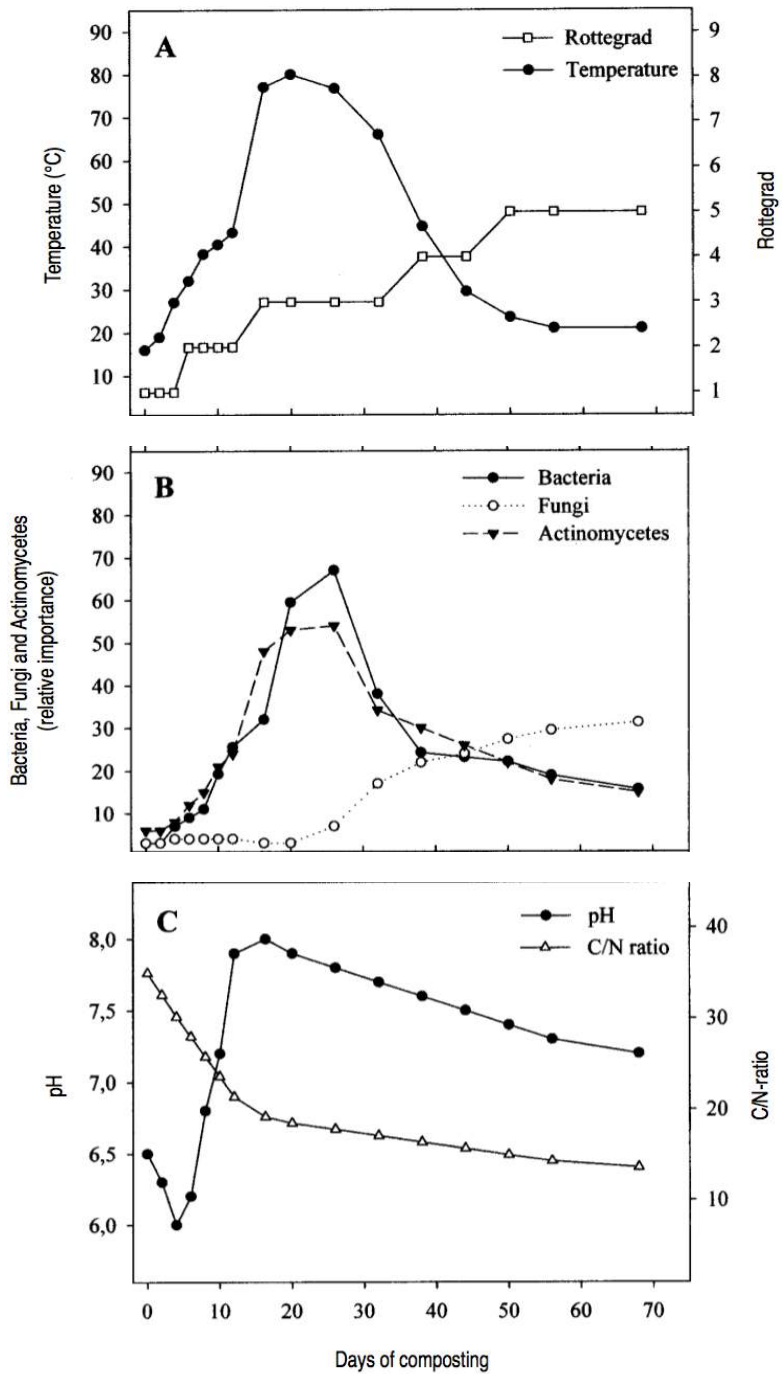 A
Rottegrad
Temperature
90
80
70
60
50
40
30
20
10
Temperature (°C)
9
8
7
6
5
4
3
2
1
Rottegrad
B
Bacteria
Fungi
Actinomycetes
90
80
70
60
50
40
30
20
10
Bacteria, Fungi and Actinomycetes
(relative importance)
C
pH
C/N ratio
8,0
7,5
7,0
6,5
6,0
pH
40
30
20
10
C/N-ratio
0 10 20 30 40 50 60 70
Days of composting